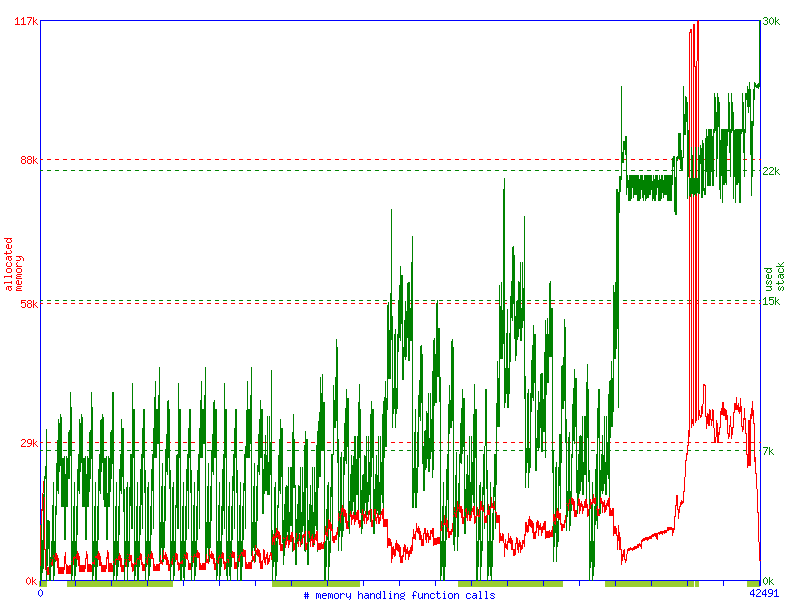 117k
30k
88k
22k
allocated
memory
used
stack
58k
15k
29k
7k
0k
0k
0
# memory handling function calls
42491